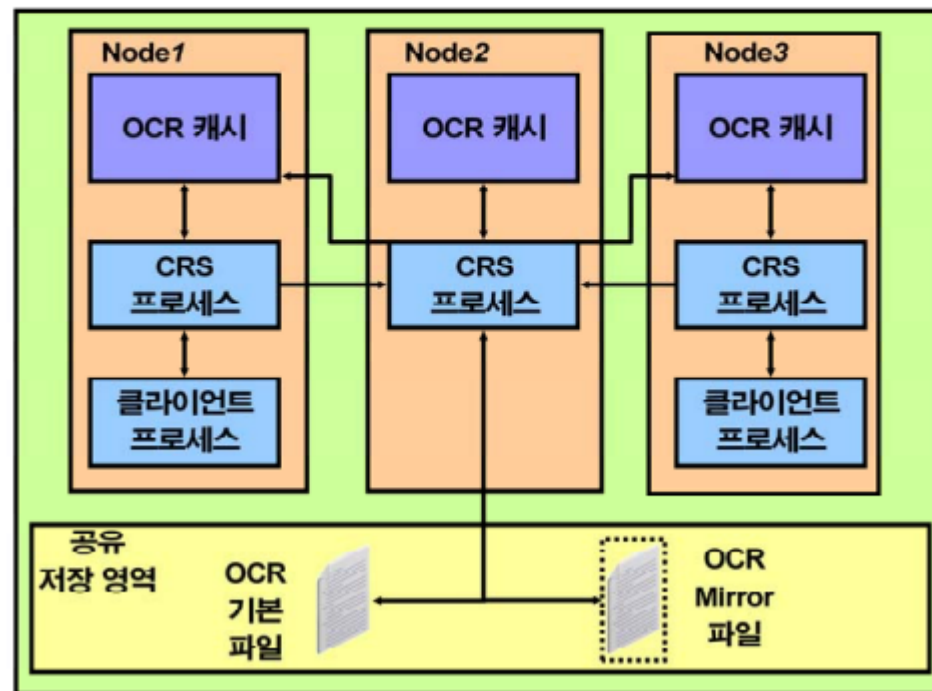 Node1
OCR 캐시
CRS
프로세스
클라이언트
프로세스
Node2
OCR 캐시
CRS
프로세스
Node3
OCR 캐시
CRS
프로세스
클라이언트
프로세스
공유
저장 영역
OCR
기본
파일
OCR
Mirror
파일